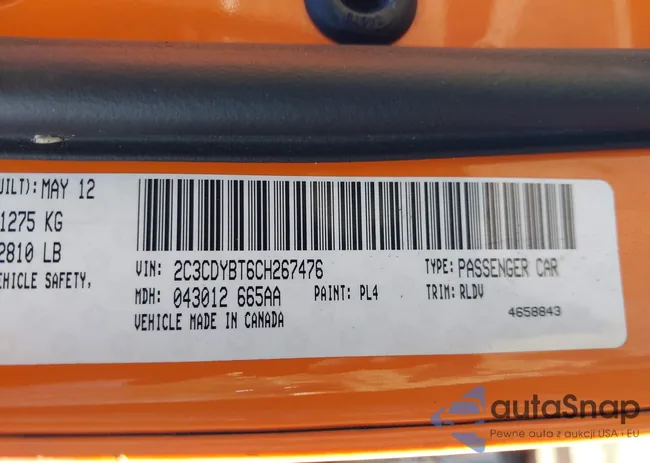 UILT): MAY 12
1275 KG
2810 LB
EHICLE SAFETY,
VIN: 2C3CDYBT6CH267476
TYPE: PASSENGER CAR
MDH: 043012 665AA
PAINT: PL4
TRIM: RLDV
VEHICLE MADE IN CANADA
4658843
autaSnap
Pewne auta z aukcji USA i EU